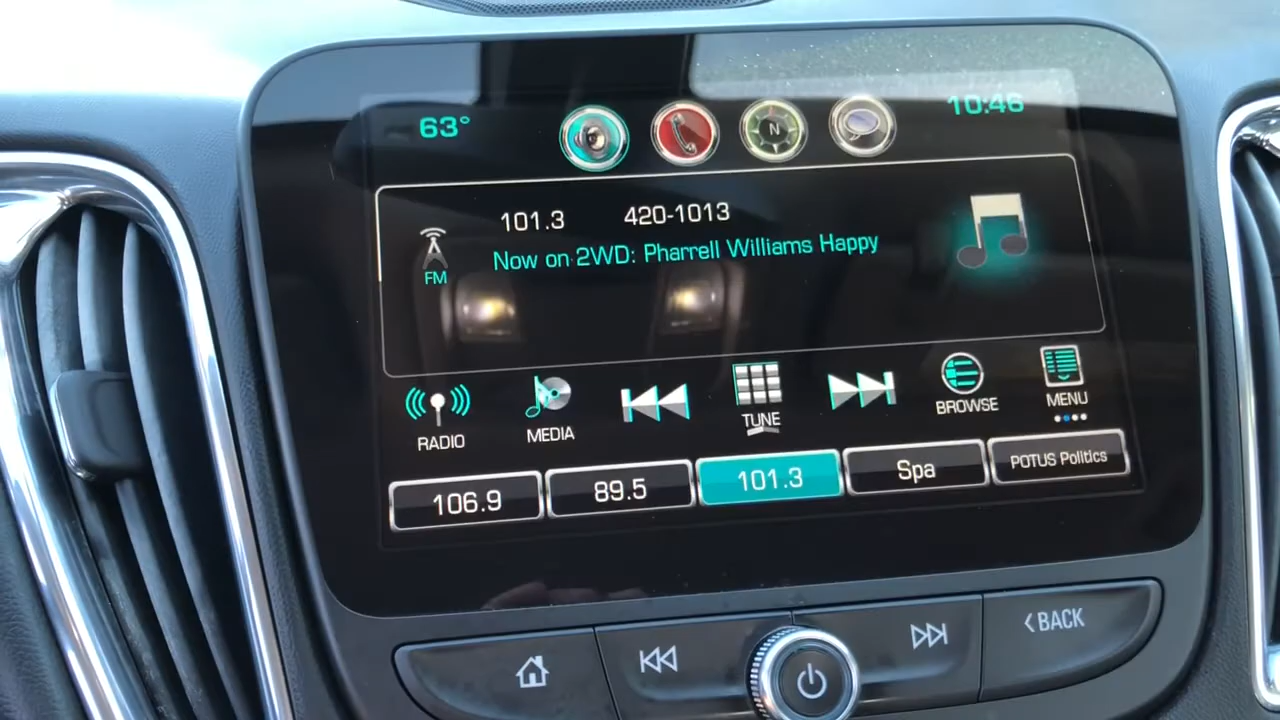 63°
N
10:46
101.3 420-1013
FM
Now on 2WD: Pharrell Williams Happy
RADIO
MEDIA
TUNE
BROWSE
MENU
106.9
89.5
101.3
Spa
POTUS Politics
BACK